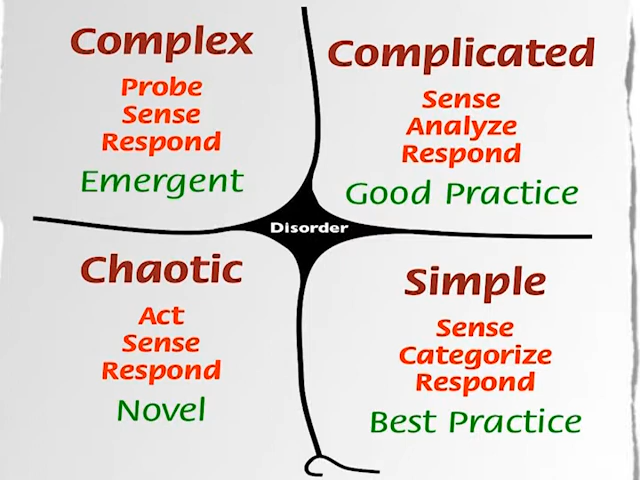 Complex
Probe
Sense
Respond
Emergent
Complicated
Sense
Analyze
Respond
Good Practice
Disorder
Chaotic
Act
Sense
Respond
Novel
Simple
Sense
Categorize
Respond
Best Practice